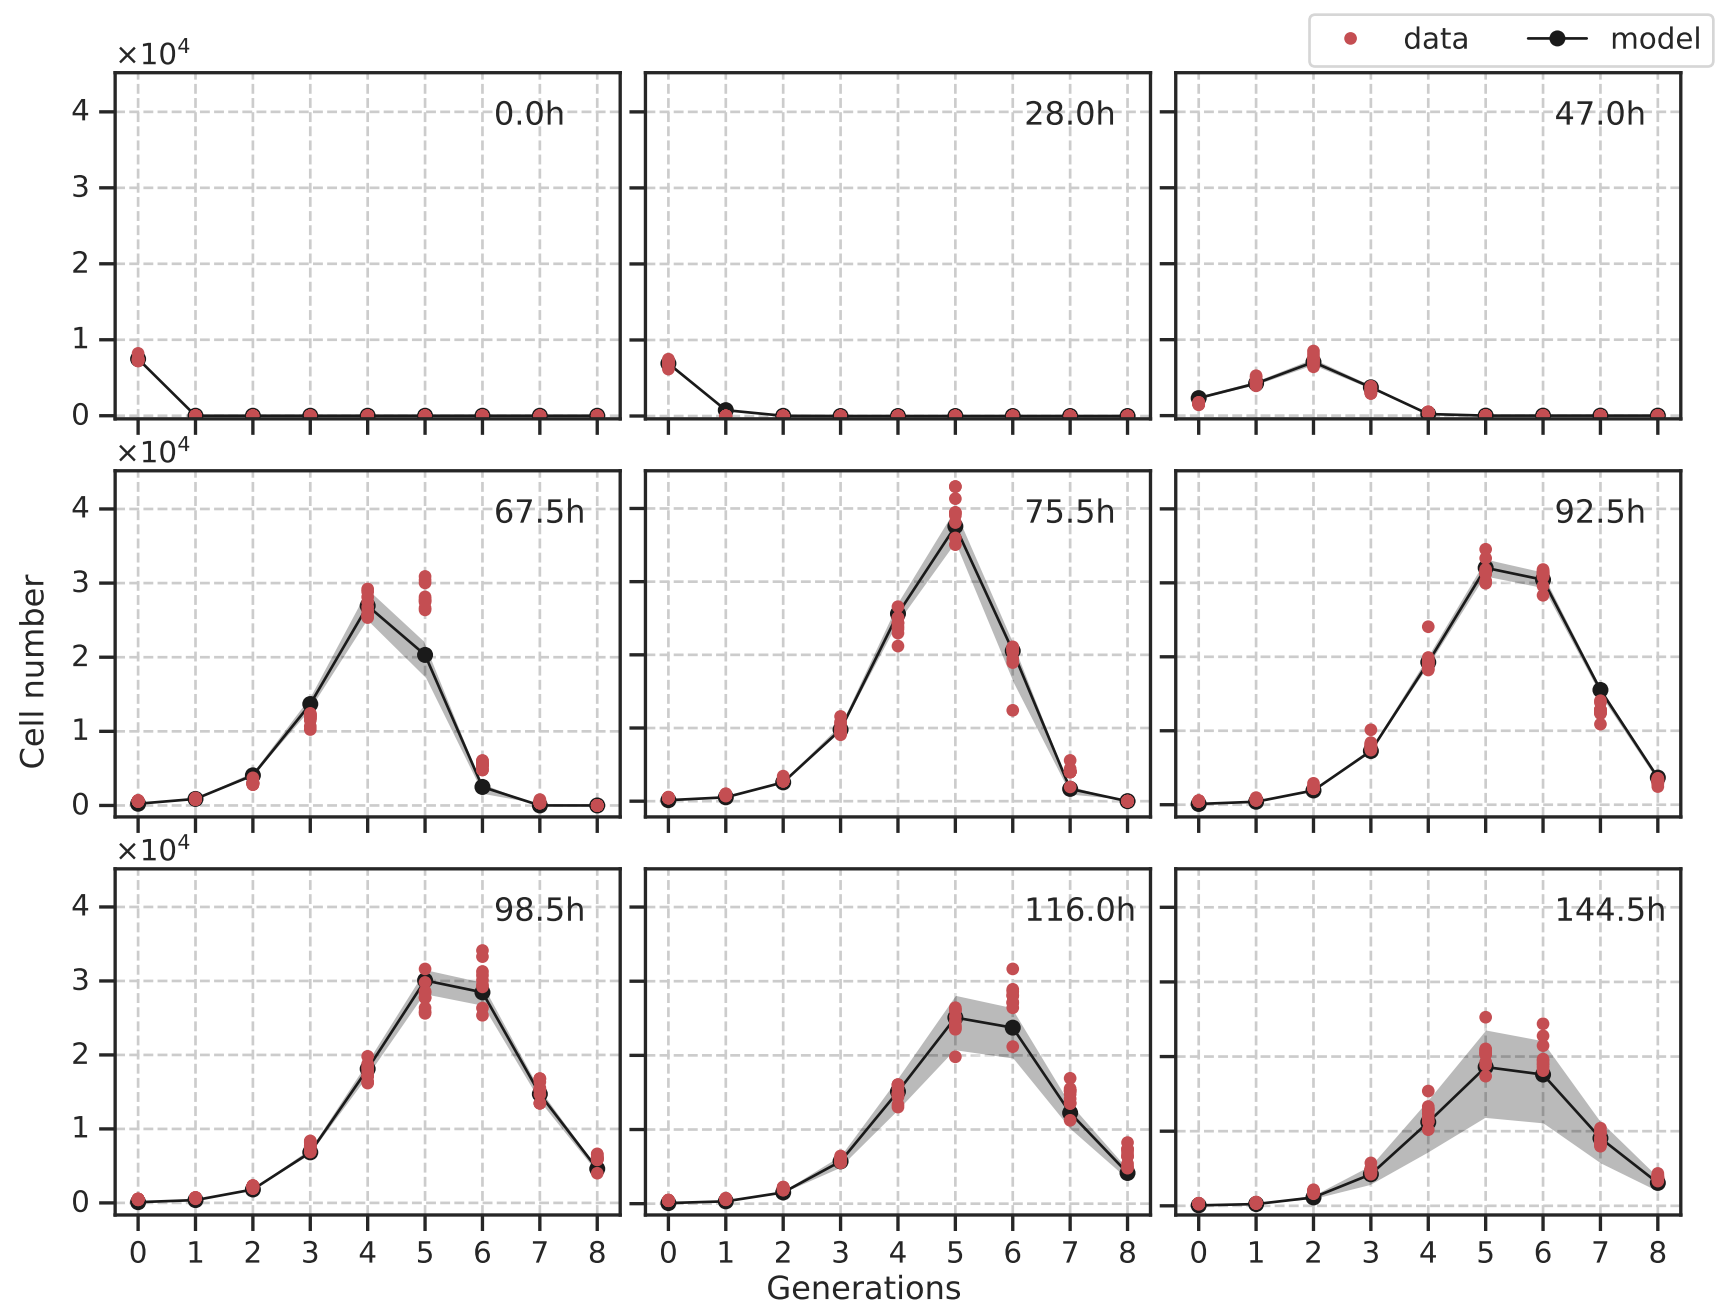 data model
×10⁴
4
3
2
1
0
0.0h
28.0h
47.0h
×10⁴
4
3
2
1
0
67.5h
75.5h
92.5h
Cell number
×10⁴
4
3
2
1
0
98.5h
116.0h
144.5h
0 1 2 3 4 5 6 7 8
0 1 2 3 4 5 6 7 8
0 1 2 3 4 5 6 7 8
Generations